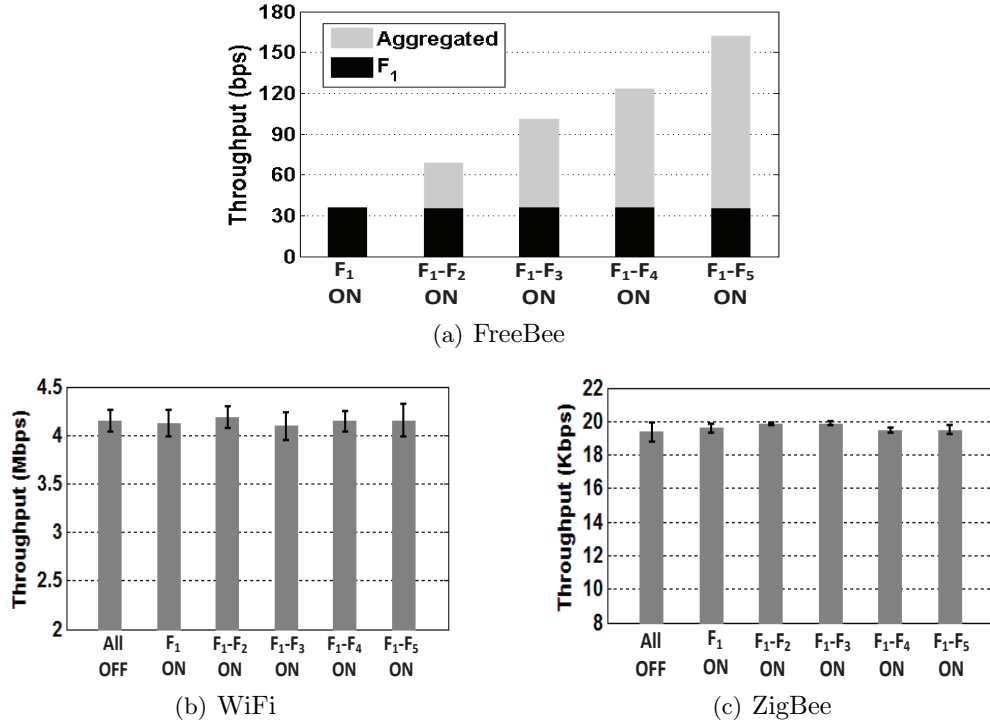 Throughput (bps)
180
150
120
90
60
30
0
Aggregated
F₁
F₁ F₁-F₂ F₁-F₃ F₁-F₄ F₁-F₅
ON ON ON ON ON
(a) FreeBee
Throughput (Mbps)
4.5
4
3.5
3
2.5
2
All F₁ F₁-F₂ F₁-F₃ F₁-F₄ F₁-F₅
OFF ON ON ON ON ON
(b) WiFi
Throughput (Kbps)
22
20
18
16
14
12
10
8
All F₁ F₁-F₂ F₁-F₃ F₁-F₄ F₁-F₅
OFF ON ON ON ON ON
(c) ZigBee